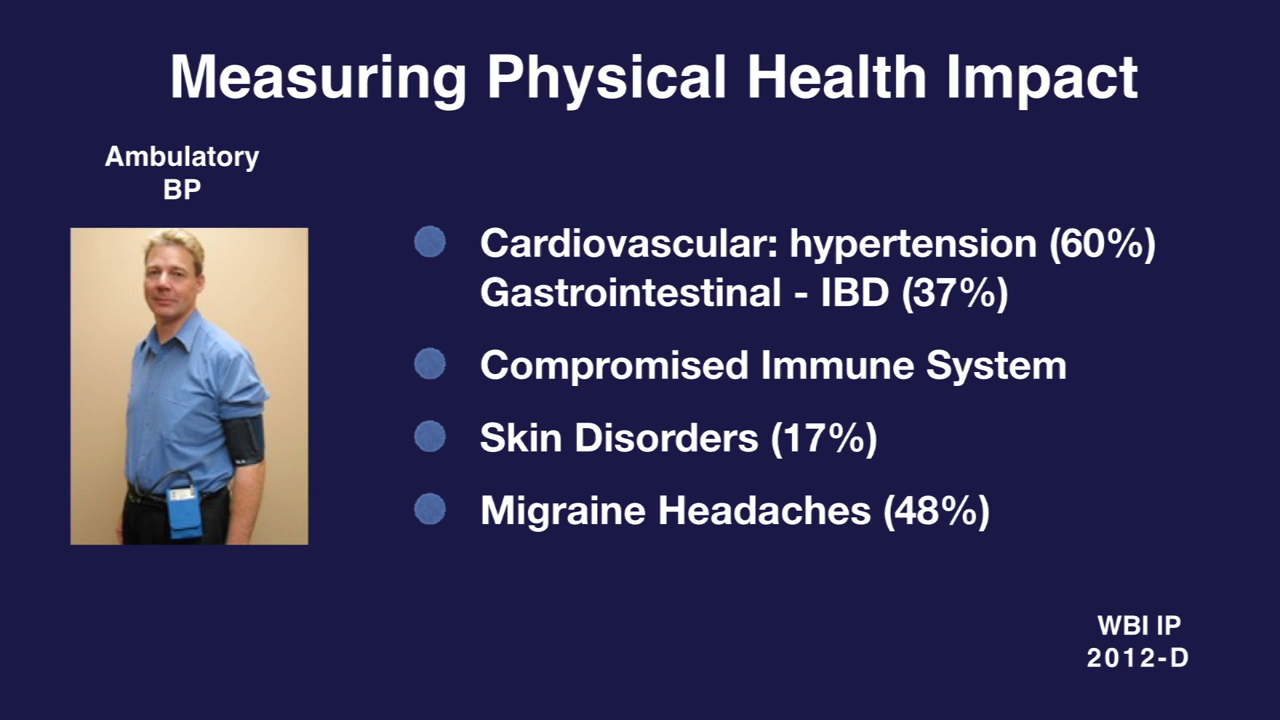 Measuring Physical Health Impact
Ambulatory
BP
Cardiovascular: hypertension (60%)
Gastrointestinal - IBD (37%)
Compromised Immune System
Skin Disorders (17%)
Migraine Headaches (48%)
WBI IP
2012-D